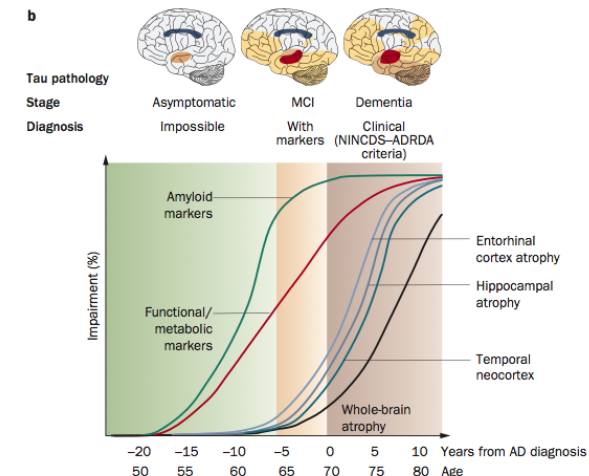 b
Tau pathology
Stage Asymptomatic MCI Dementia
Diagnosis Impossible With markers Clinical (NINCDS–ADRDA criteria)
Impairment (%)
Amyloid
markers
Functional/
metabolic
markers
Entorhinal
cortex atrophy
Hippocampal
atrophy
Temporal
neocortex
Whole-brain
atrophy
–20 –15 –10 –5 0 5 10 Years from AD diagnosis
50 55 60 65 70 75 80 Age